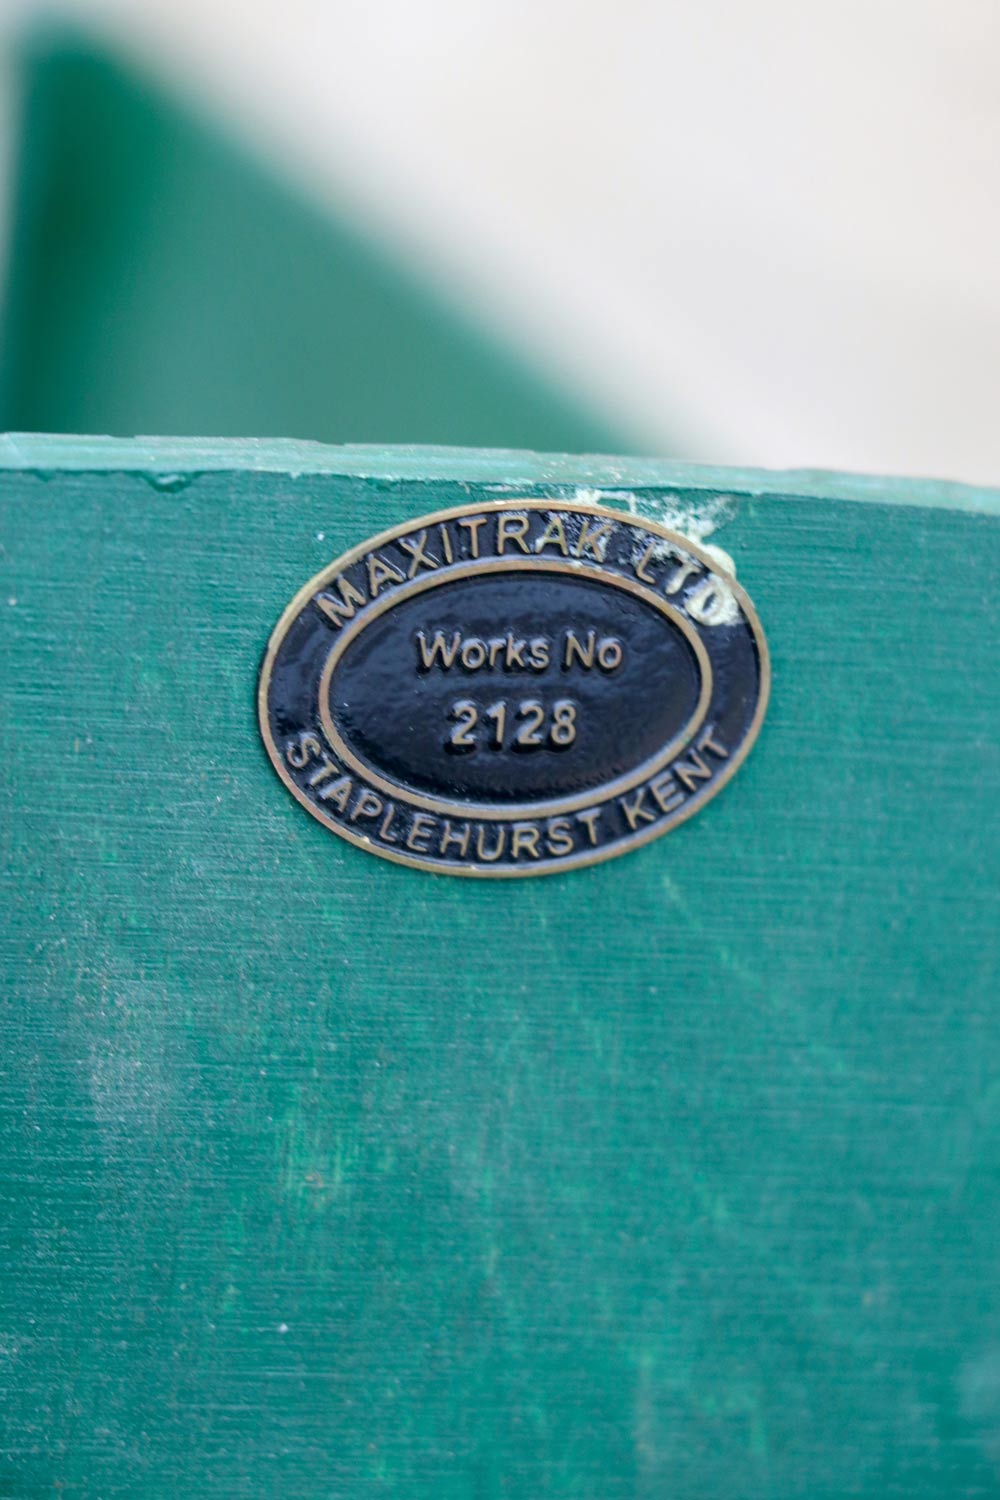 MAXITRAK LTD
Works No
2128
STAPLEHURST KENT